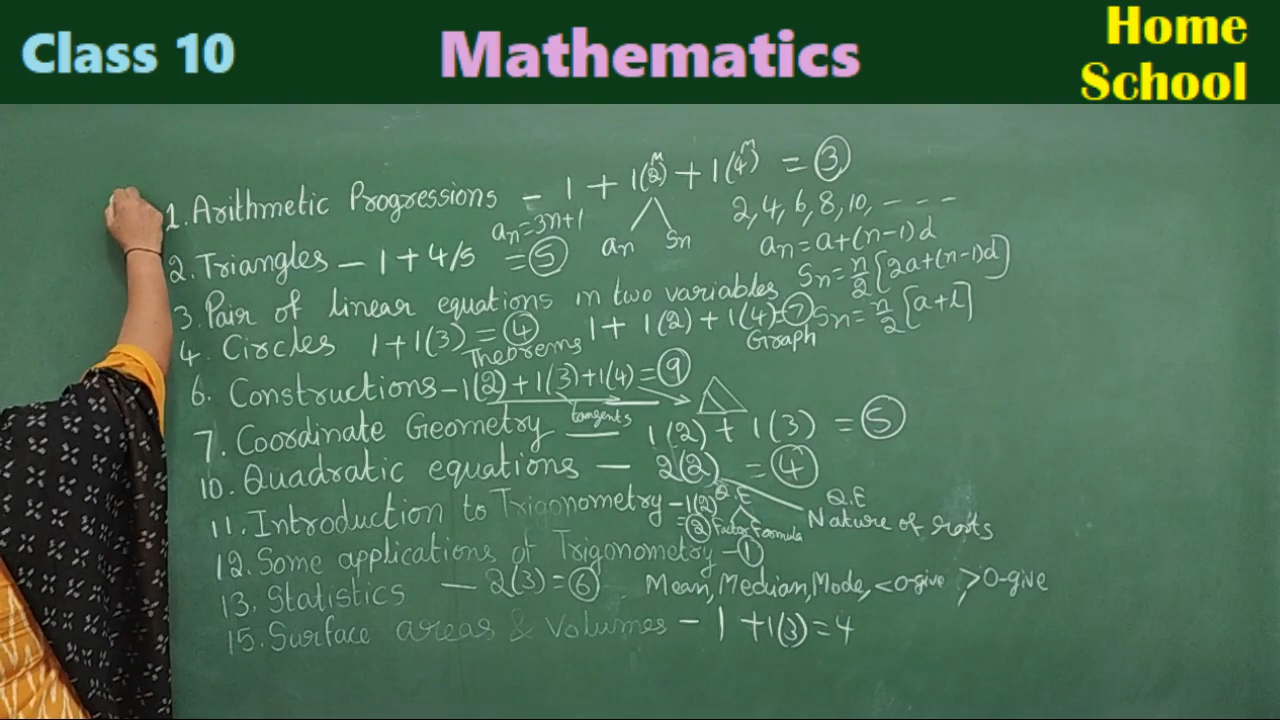 Class 10
Mathematics
Home
School
1. Arithmetic Progressions - 1 + 1(2) + 1(4) = 3
2, 4, 6, 8, 10, - - - -
an = 3n+1
an Sn
an = a+(n-1)d
2. Triangles - 1 + 4/5 = 5
Sn = n/2 [2a+(n-1)d]
3. Pair of linear equations in two variables
1 + 1(2) + 1(4) = 7
Graph
Sn = n/2 [a+l]
4. Circles 1 + 1(3) = 4
Theorems
6. Constructions - 1(2) + 1(3) + 1(4) = 9
tangents
7. Coordinate Geometry — 1(2) + 1(3) = 5
10. Quadratic equations — 2(2) = 4
Q.E
Factor Formula
Q.E
Nature of roots
11. Introduction to Trigonometry - 1(2) = 2
12. Some applications of Trigonometry - 1
13. Statistics — 2(3) = 6 Mean, Median, Mode, <O-give >O-give
15. Surface areas & Volumes - 1 + 1(3) = 4